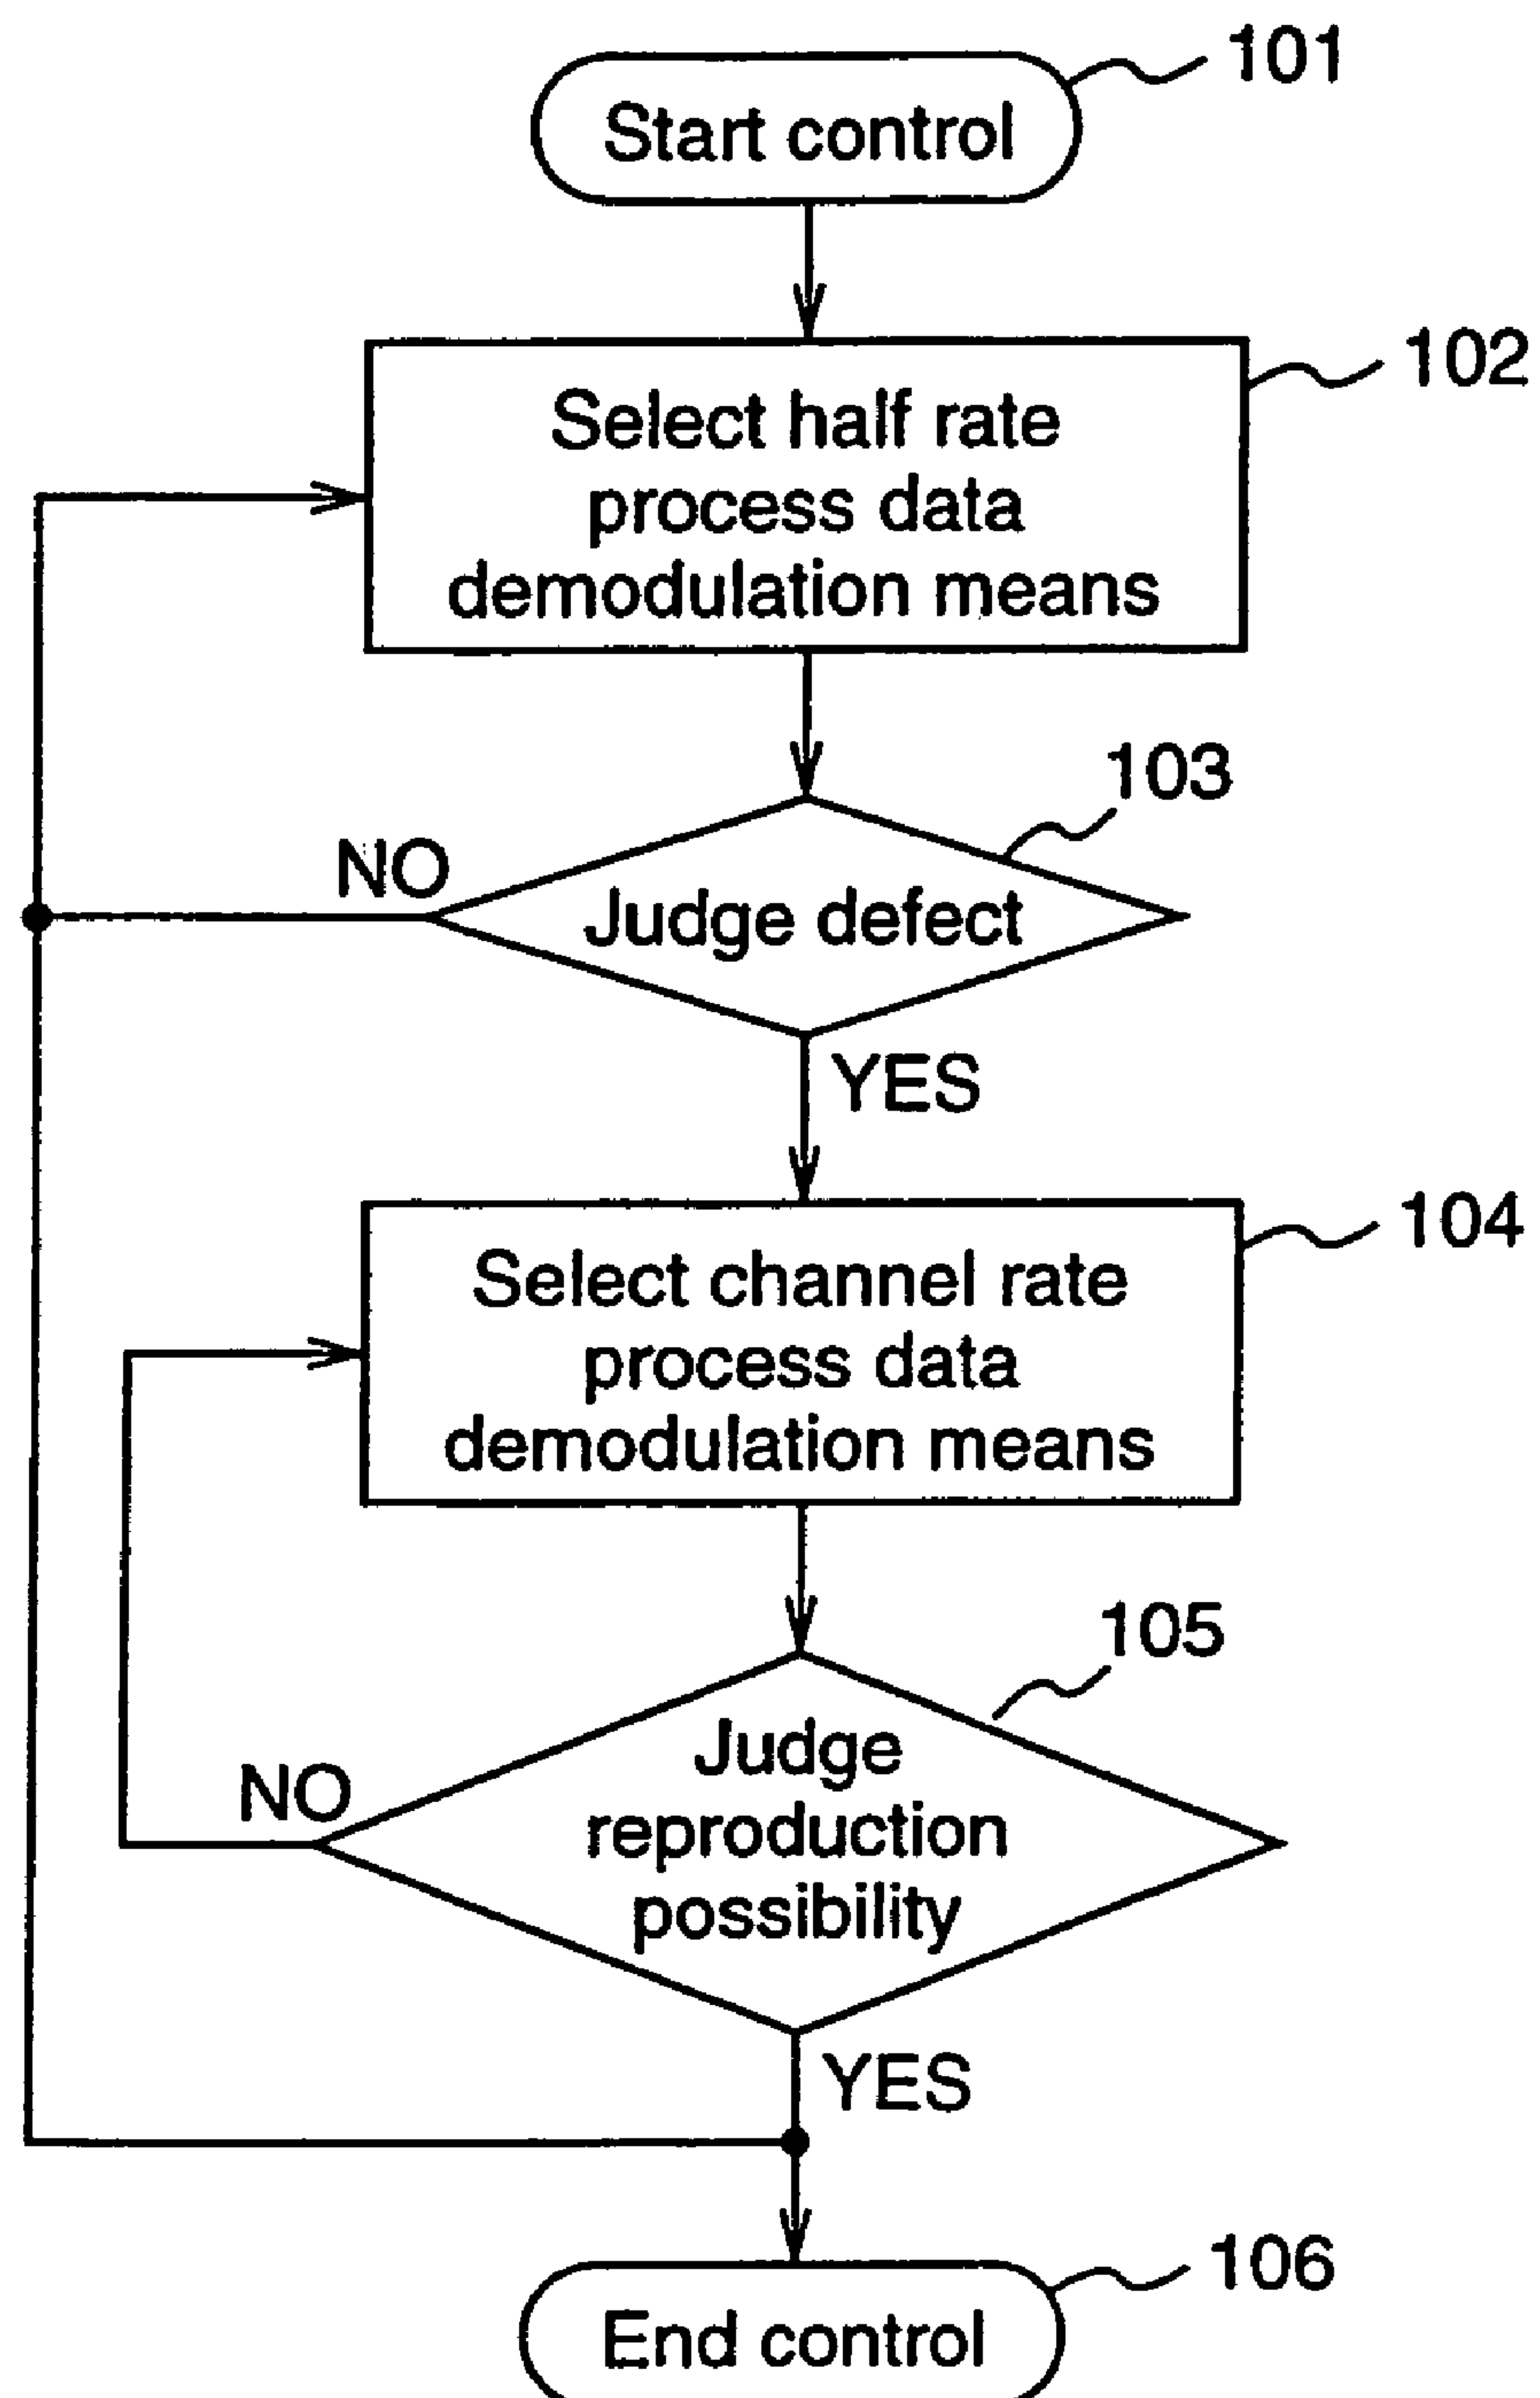 101
Start control
102
Select half rate
process data
demodulation means
103
NO
Judge defect
YES
104
Select channel rate
process data
demodulation means
105
Judge
NO
reproduction
possibility
YES
106
End control